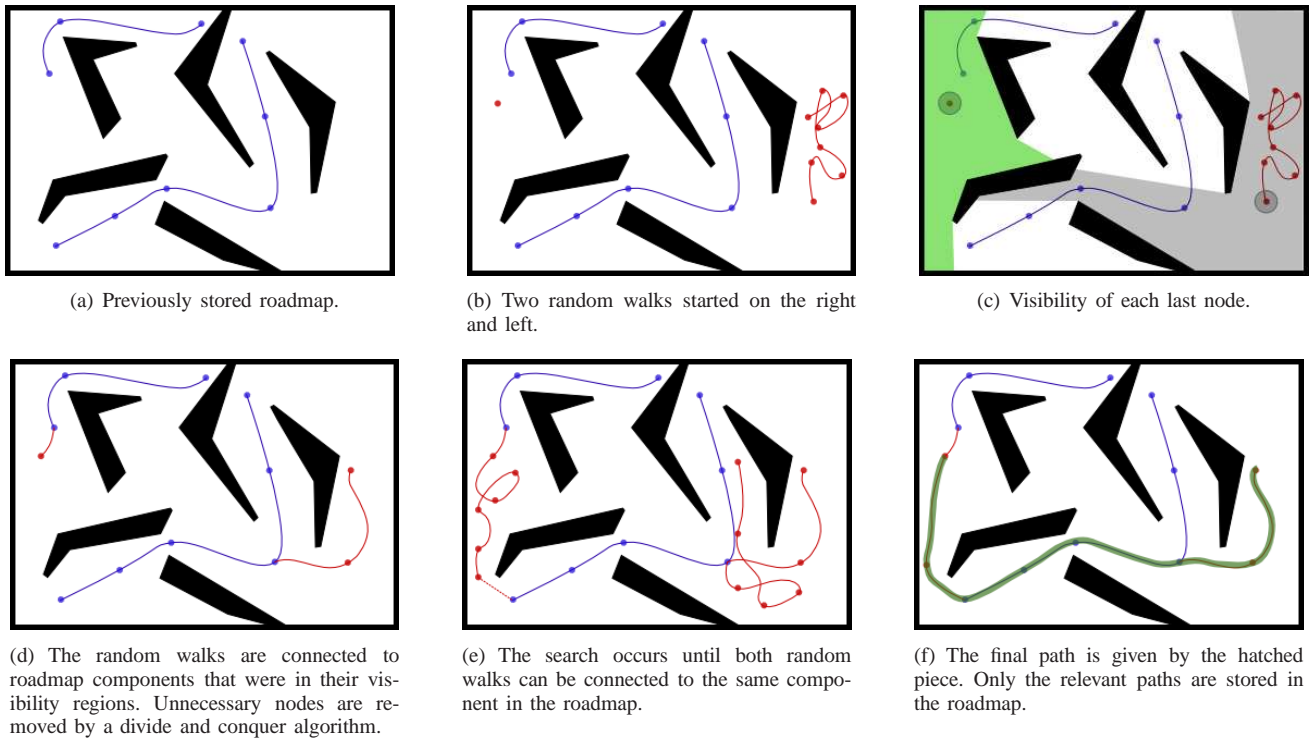 (a) Previously stored roadmap.
(b) Two random walks started on the right
and left.
(c) Visibility of each last node.
(d) The random walks are connected to
roadmap components that were in their vis-
ibility regions. Unnecessary nodes are re-
moved by a divide and conquer algorithm.
(e) The search occurs until both random
walks can be connected to the same compo-
nent in the roadmap.
(f) The final path is given by the hatched
piece. Only the relevant paths are stored in
the roadmap.